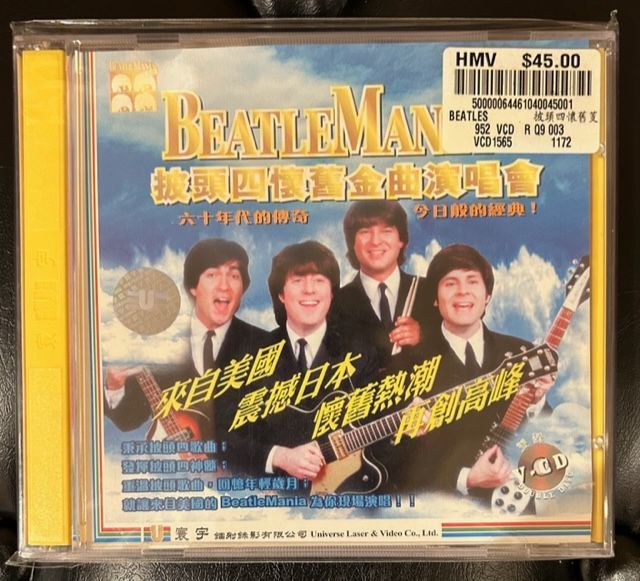 BEATLEMANIA
HMV $45.00
50000064461040045001
BEATLES 披頭四懷舊
952 VCD R Q9 003
VCD1565 1172
BEATLEMAN
披頭四懷舊金曲演唱會
六十年代的傳奇 今日般的經典!
U
來自美國
震撼日本
懷舊熱潮
再創高峰
秉承披頭四歌曲;
發揮披頭四神髓;
重溫披頭歌曲,回憶年輕歲月;
就讓來自美國的 BeatleMania 為你現場演唱!!
V-CD
DOUBLE DISC
U 寰宇 鐳射錄影有限公司 Universe Laser & Video Co., Ltd.